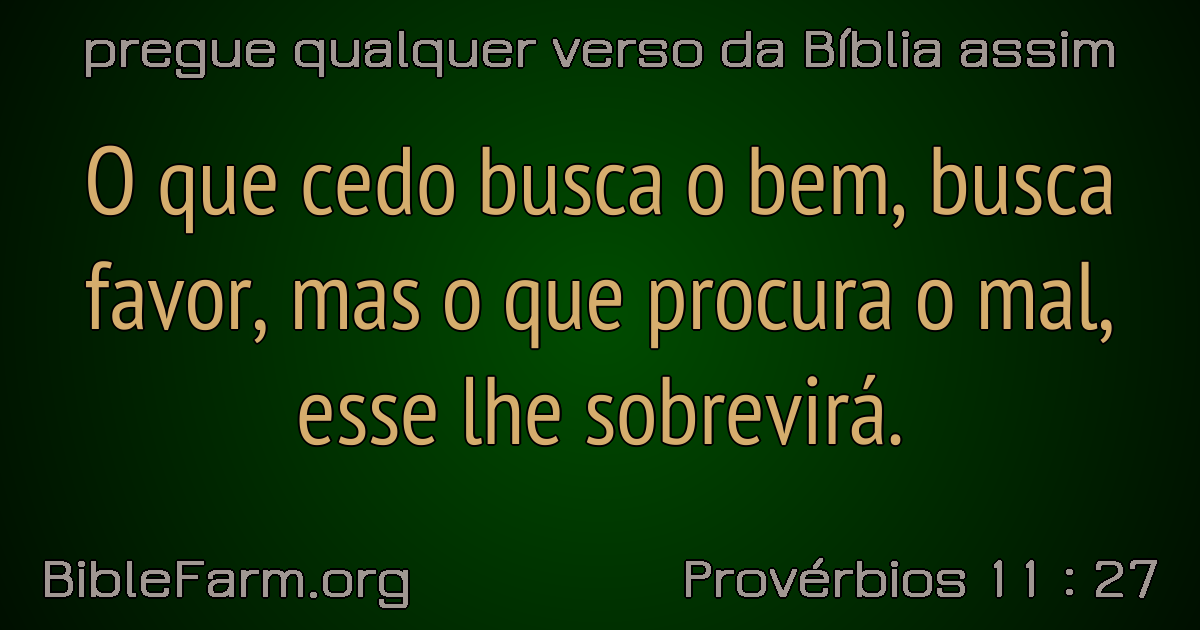 pregue qualquer verso da Bíblia assim
O que cedo busca o bem, busca
favor, mas o que procura o mal,
esse lhe sobrevirá.
BibleFarm.org
Provérbios 11 : 27